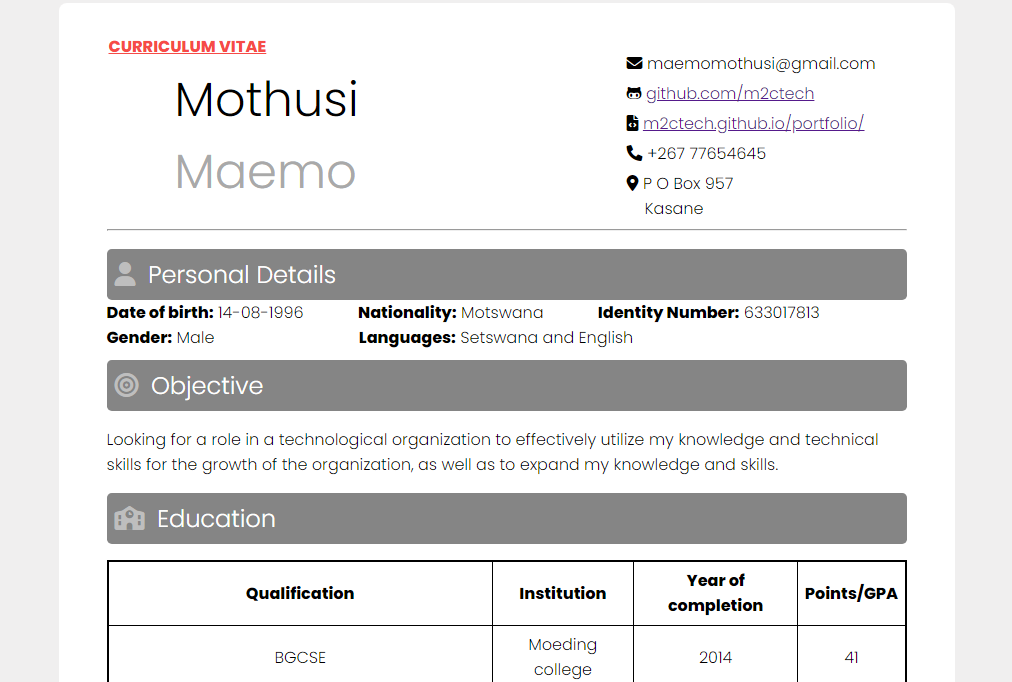 CURRICULUM VITAE
Mothusi
Maemo
maemomothusi@gmail.com
github.com/m2ctech
m2ctech.github.io/portfolio/
+267 77654645
P O Box 957
Kasane
Personal Details
Date of birth: 14-08-1996 Nationality: Motswana Identity Number: 633017813
Gender: Male Languages: Setswana and English
Objective
Looking for a role in a technological organization to effectively utilize my knowledge and technical
skills for the growth of the organization, as well as to expand my knowledge and skills.
Education
Qualification Institution Year of completion Points/GPA
BGCSE Moeding college 2014 41